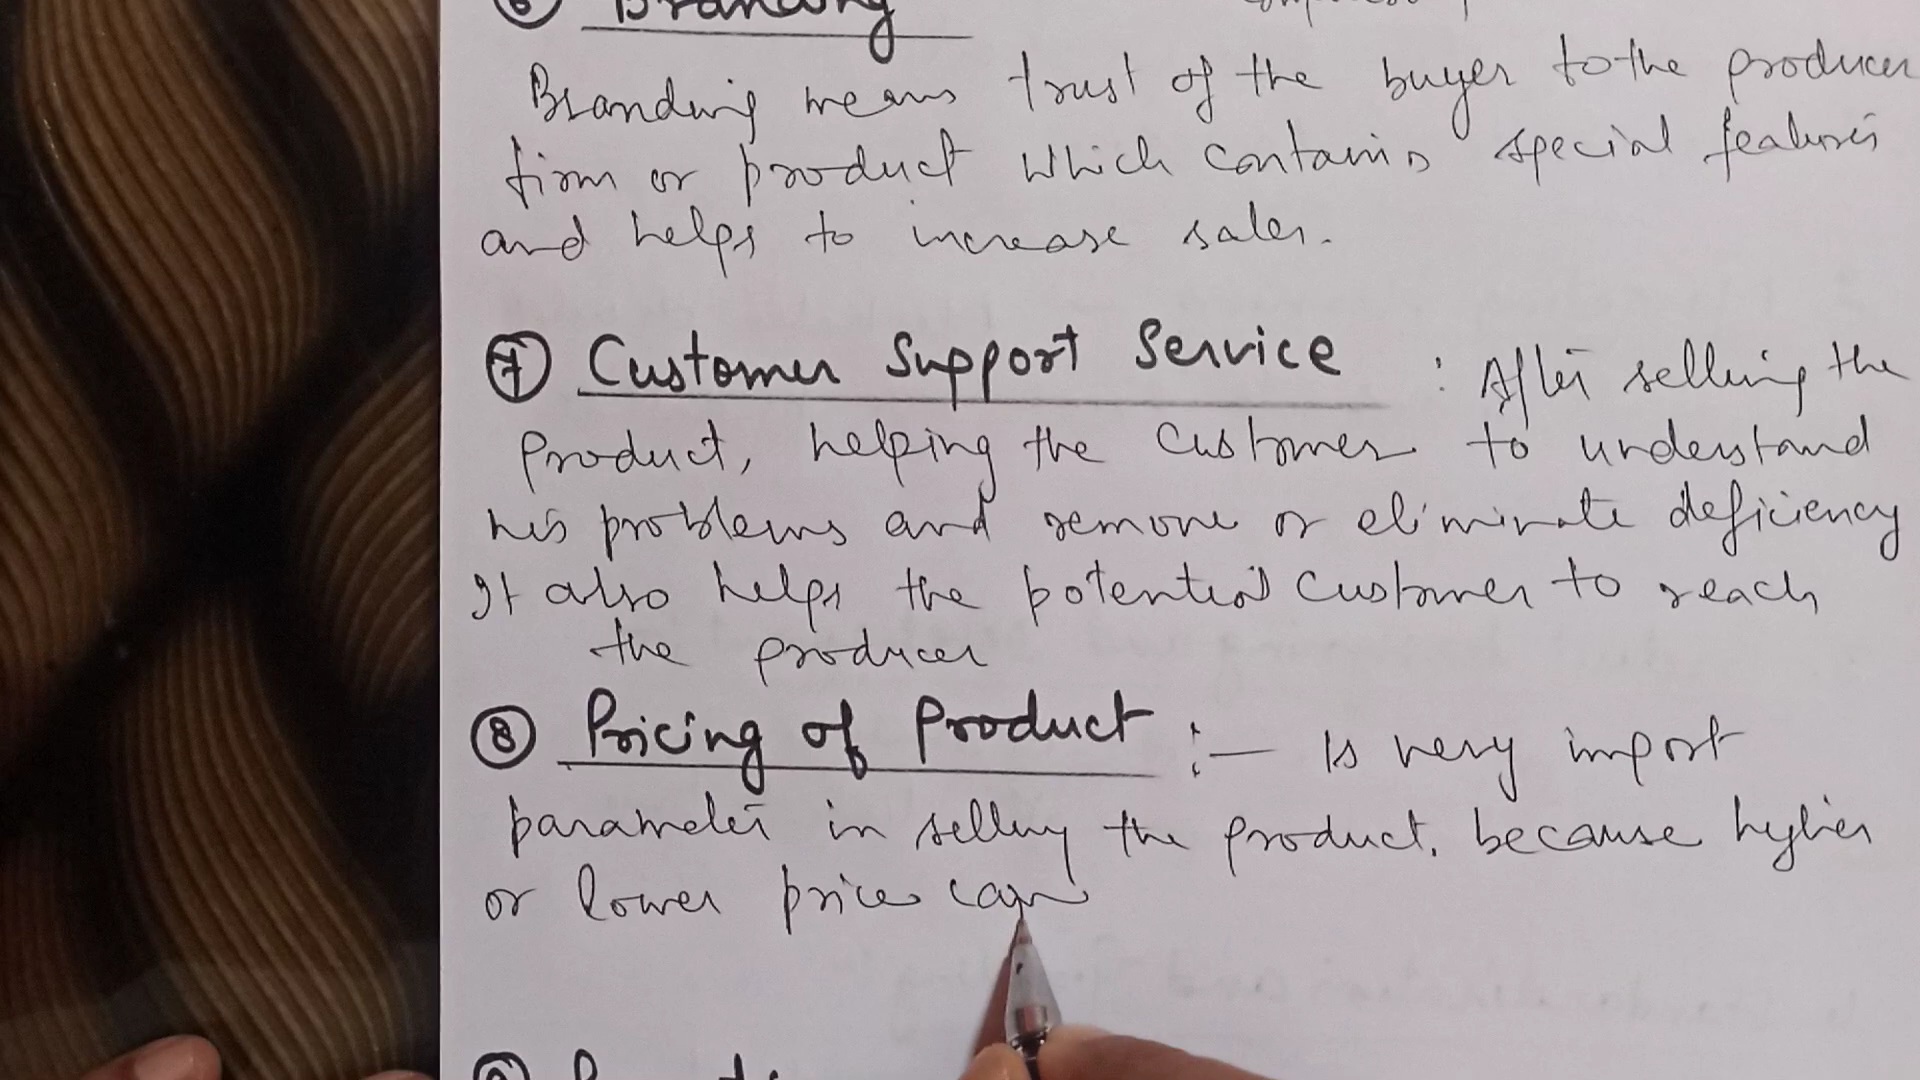 6 Branding
Branding means trust of the buyer to the producer
firm or product which contains special features
and helps to increase sales.
7 Customer Support Service : After selling the
Product, helping the customer to understand
his problems and remove or eliminate deficiency
It also helps the potential customer to reach
the producer
8 Pricing of Product :- Is very import
parameter in selling the product. because higher
or lower prices can